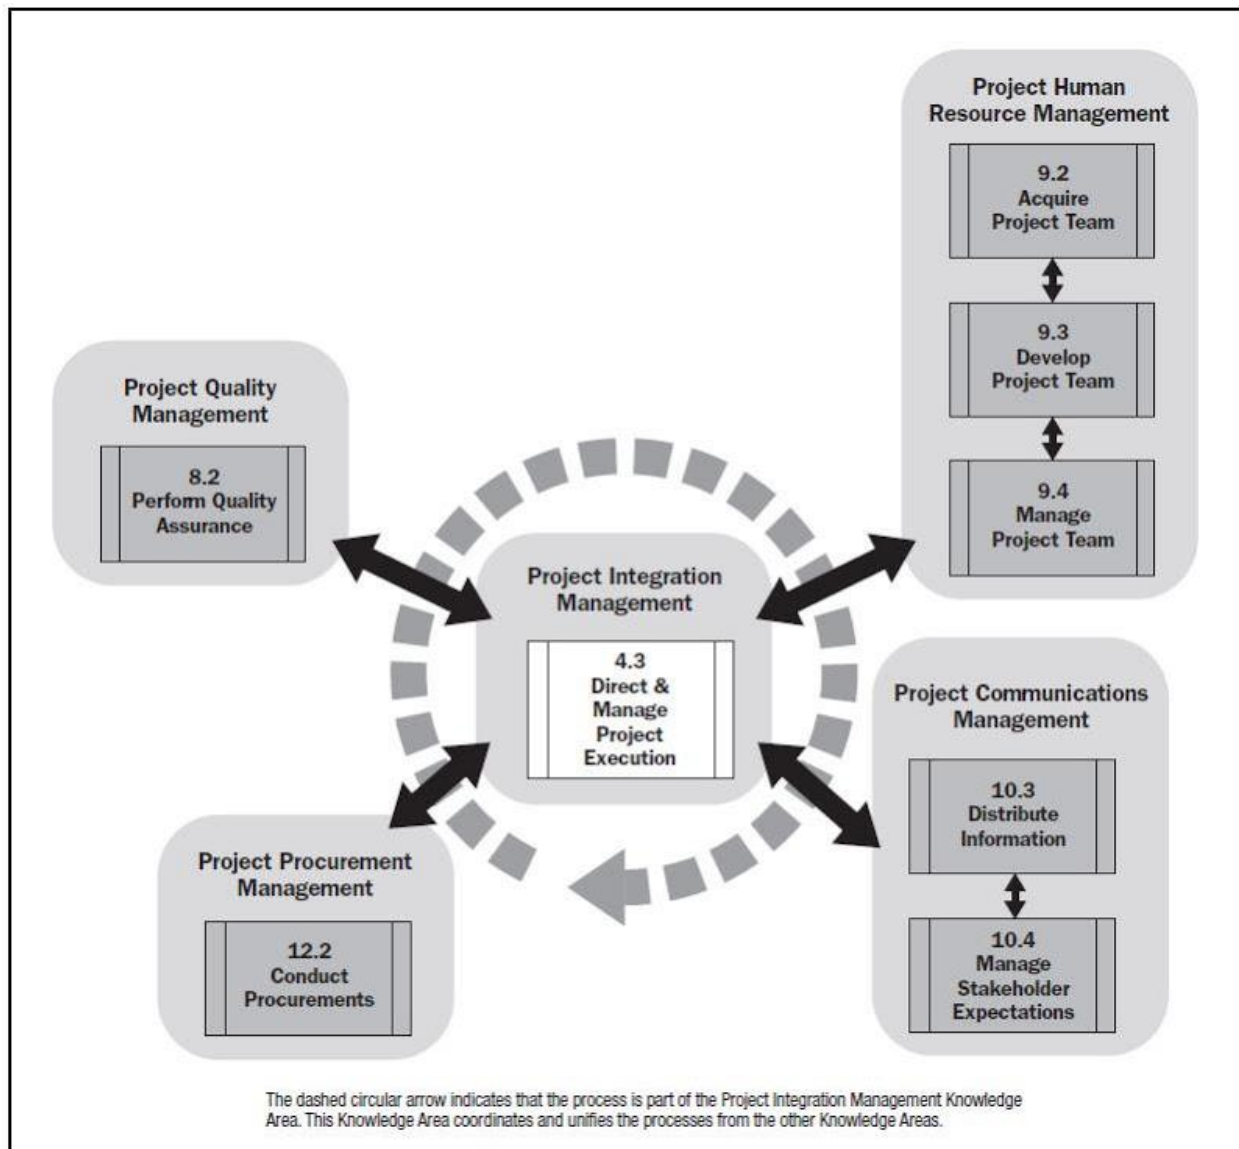 Project Human
Resource Management
9.2
Acquire
Project Team
9.3
Develop
Project Team
9.4
Manage
Project Team
Project Quality
Management
8.2
Perform Quality
Assurance
Project Integration
Management
4.3
Direct &
Manage
Project
Execution
Project Communications
Management
10.3
Distribute
Information
10.4
Manage
Stakeholder
Expectations
Project Procurement
Management
12.2
Conduct
Procurements
The dashed circular arrow indicates that the process is part of the Project Integration Management Knowledge
Area. This Knowledge Area coordinates and unifies the processes from the other Knowledge Areas.